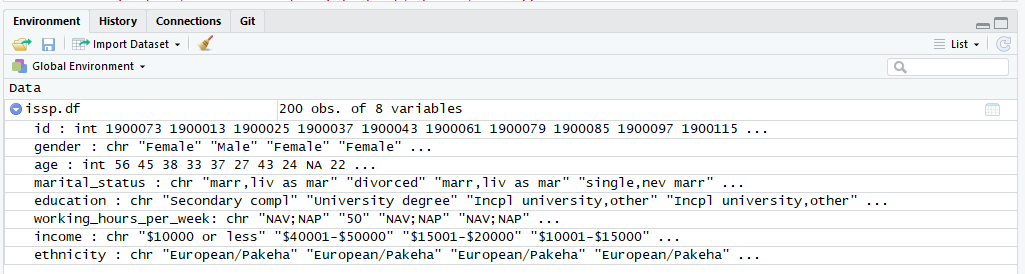 Environment History Connections Git
Import Dataset List
Global Environment
Data
issp.df 200 obs. of 8 variables
id : int 1900073 1900013 1900025 1900037 1900043 1900061 1900079 1900085 1900097 1900115 ...
gender : chr "Female" "Male" "Female" "Female" ...
age : int 56 45 38 33 37 27 43 24 NA 22 ...
marital_status : chr "marr,liv as mar" "divorced" "marr,liv as mar" "single,nev marr" ...
education : chr "Secondary compl" "University degree" "Incpl university,other" "Incpl university,other" ...
working_hours_per_week: chr "NAV;NAP" "50" "NAV;NAP" "NAV;NAP" ...
income : chr "$10000 or less" "$40001-$50000" "$15001-$20000" "$10001-$15000" ...
ethnicity : chr "European/Pakeha" "European/Pakeha" "European/Pakeha" "European/Pakeha" ...